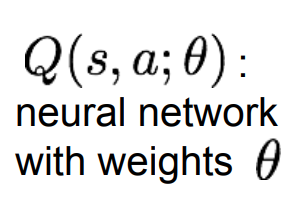 Q(s, a; θ) :
neural network
with weights θ